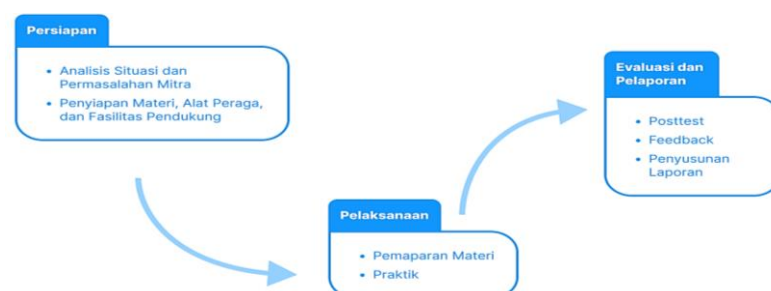 Persiapan
• Analisis Situasi dan
Permasalahan Mitra
• Penyiapan Materi, Alat Peraga,
dan Fasilitas Pendukung
Pelaksanaan
• Pemaparan Materi
• Praktik
Evaluasi dan
Pelaporan
• Posttest
• Feedback
• Penyusunan
Laporan